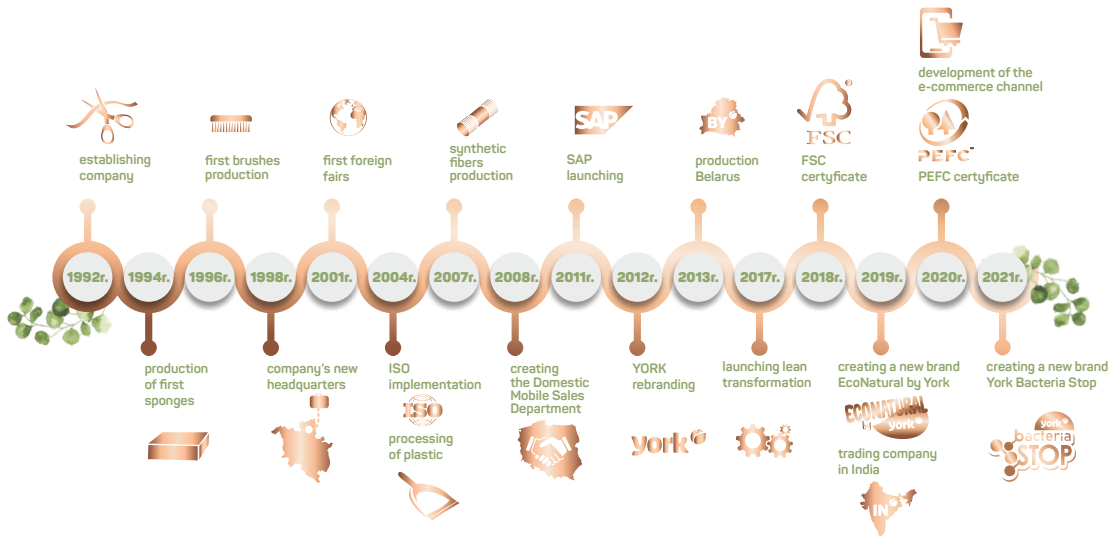 development of the
e-commerce channel
establishing
company
first brushes
production
first foreign
fairs
synthetic
fibers
production
SAP
SAP
launching
BY
production
Belarus
FSC
FSC
certyficate
PEFC
PEFC certyficate
1992r.
1994r.
1996r.
1998r.
2001r.
2004r.
2007r.
2008r.
2011r.
2012r.
2013r.
2017r.
2018r.
2019r.
2020r.
2021r.
production
of first
sponges
company's new
headquarters
ISO
implementation
ISO
processing
of plastic
creating
the Domestic
Mobile Sales
Department
YORK
rebranding
york
launching lean
transformation
creating a new brand
EcoNatural by York
ECONATURAL
by york
trading company
in India
IN
creating a new brand
York Bacteria Stop
york
bacteria
STOP